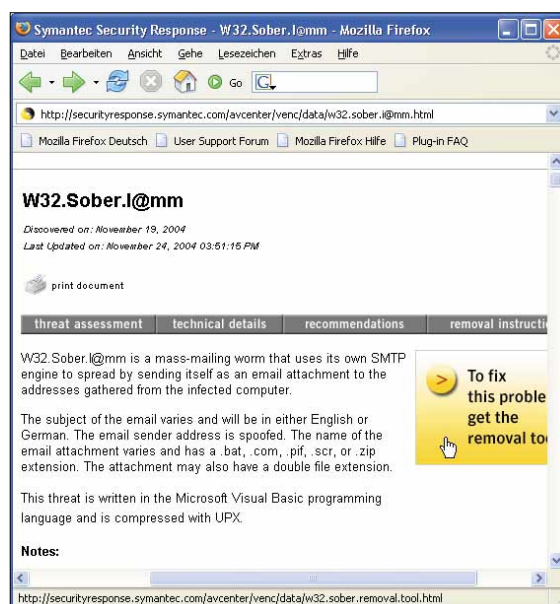 Symantec Security Response - W32.Sober.I@mm - Mozilla Firefox
Datei Bearbeiten Ansicht Gehe Lesezeichen Extras Hilfe
Go G
http://securityresponse.symantec.com/avcenter/venc/data/w32.sober.i@mm.html
Mozilla Firefox Deutsch User Support Forum Mozilla Firefox Hilfe Plug-in FAQ
W32.Sober.I@mm
Discovered on: November 19, 2004
Last Updated on: November 24, 2004 03:51:15 PM
print document
threat assessment technical details recommendations removal instructi
W32.Sober.I@mm is a mass-mailing worm that uses its own SMTP
engine to spread by sending itself as an email attachment to the
addresses gathered from the infected computer.
To fix
this proble
get the
removal too
The subject of the email varies and will be in either English or
German. The email sender address is spoofed. The name of the
email attachment varies and has a .bat, .com, .pif, .scr, or .zip
extension. The attachment may also have a double file extension.
This threat is written in the Microsoft Visual Basic programming
language and is compressed with UPX.
Notes:
http://securityresponse.symantec.com/avcenter/venc/data/w32.sober.removal.tool.html